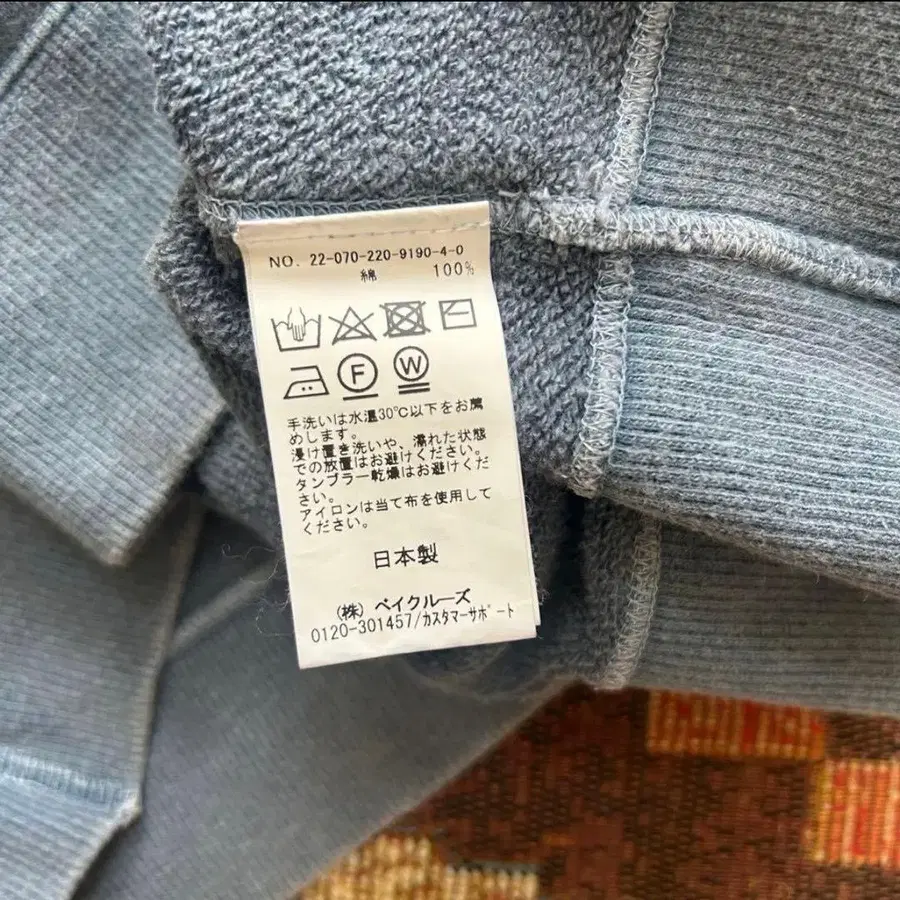 NO. 22-070-220-9190-4-0
綿 100%
F W
手洗いは水温30℃以下をお薦
めします。
浸け置き洗いや、濡れた状態
での放置はお避けください。
タンブラー乾燥はお避けくだ
さい。
アイロンは当て布を使用して
ください。
日本製
(株) ベイクルーズ
0120-301457/カスタマーサポート